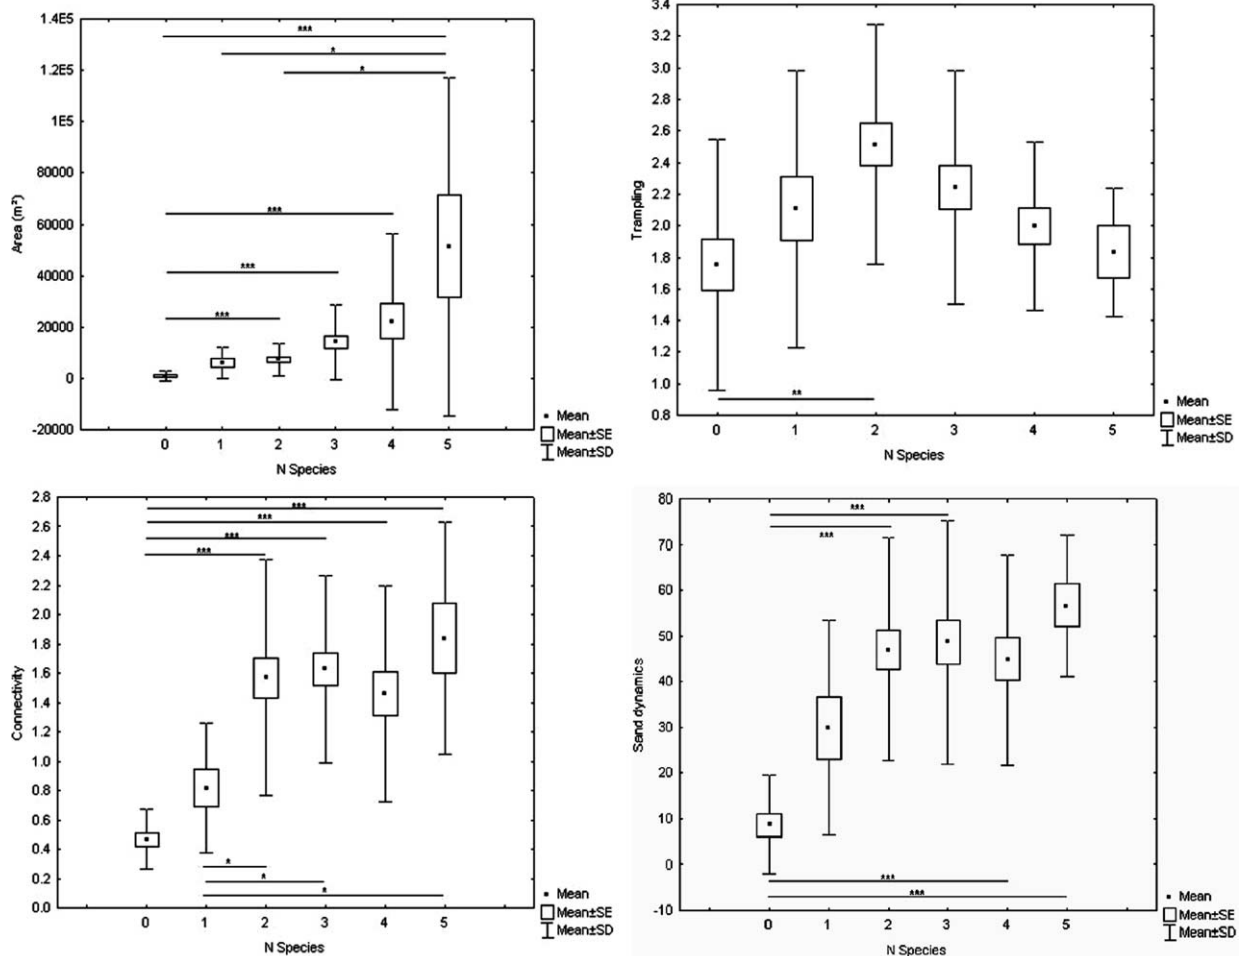 1.4E5
1.2E5
1E5
80000
60000
40000
20000
0
-20000
Area (m²)
***
*
*
***
***
***
0 1 2 3 4 5
N Species
Mean
Mean±SE
Mean±SD
3.4
3.2
3.0
2.8
2.6
2.4
2.2
2.0
1.8
1.6
1.4
1.2
1.0
0.8
Trampling
**
0 1 2 3 4 5
N Species
Mean
Mean±SE
Mean±SD
2.8
2.6
2.4
2.2
2.0
1.8
1.6
1.4
1.2
1.0
0.8
0.6
0.4
0.2
0.0
Connectivity
***
***
***
***
*
*
*
0 1 2 3 4 5
N Species
Mean
Mean±SE
Mean±SD
80
70
60
50
40
30
20
10
0
-10
Sand dynamics
***
***
***
***
0 1 2 3 4 5
N Species
Mean
Mean±SE
Mean±SD